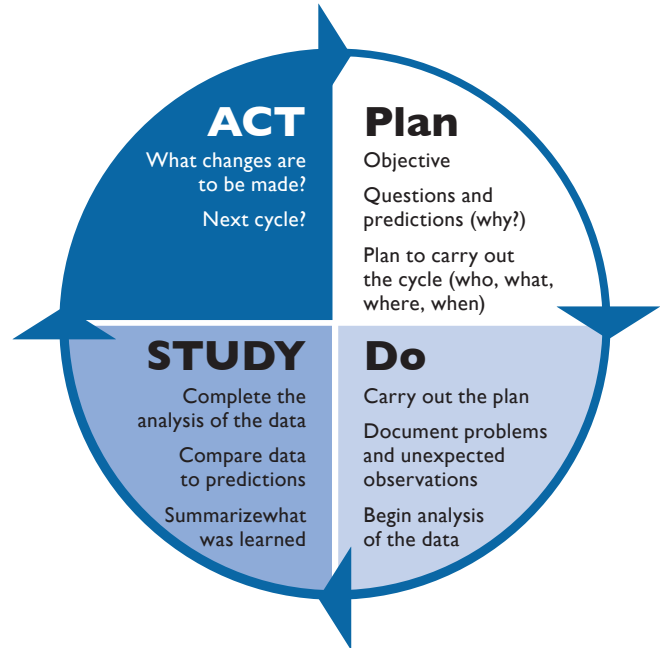 ACT
What changes are
to be made?
Next cycle?
Plan
Objective
Questions and
predictions (why?)
Plan to carry out
the cycle (who, what,
where, when)
STUDY
Complete the
analysis of the data
Compare data
to predictions
Summarizewhat
was learned
Do
Carry out the plan
Document problems
and unexpected
observations
Begin analysis
of the data